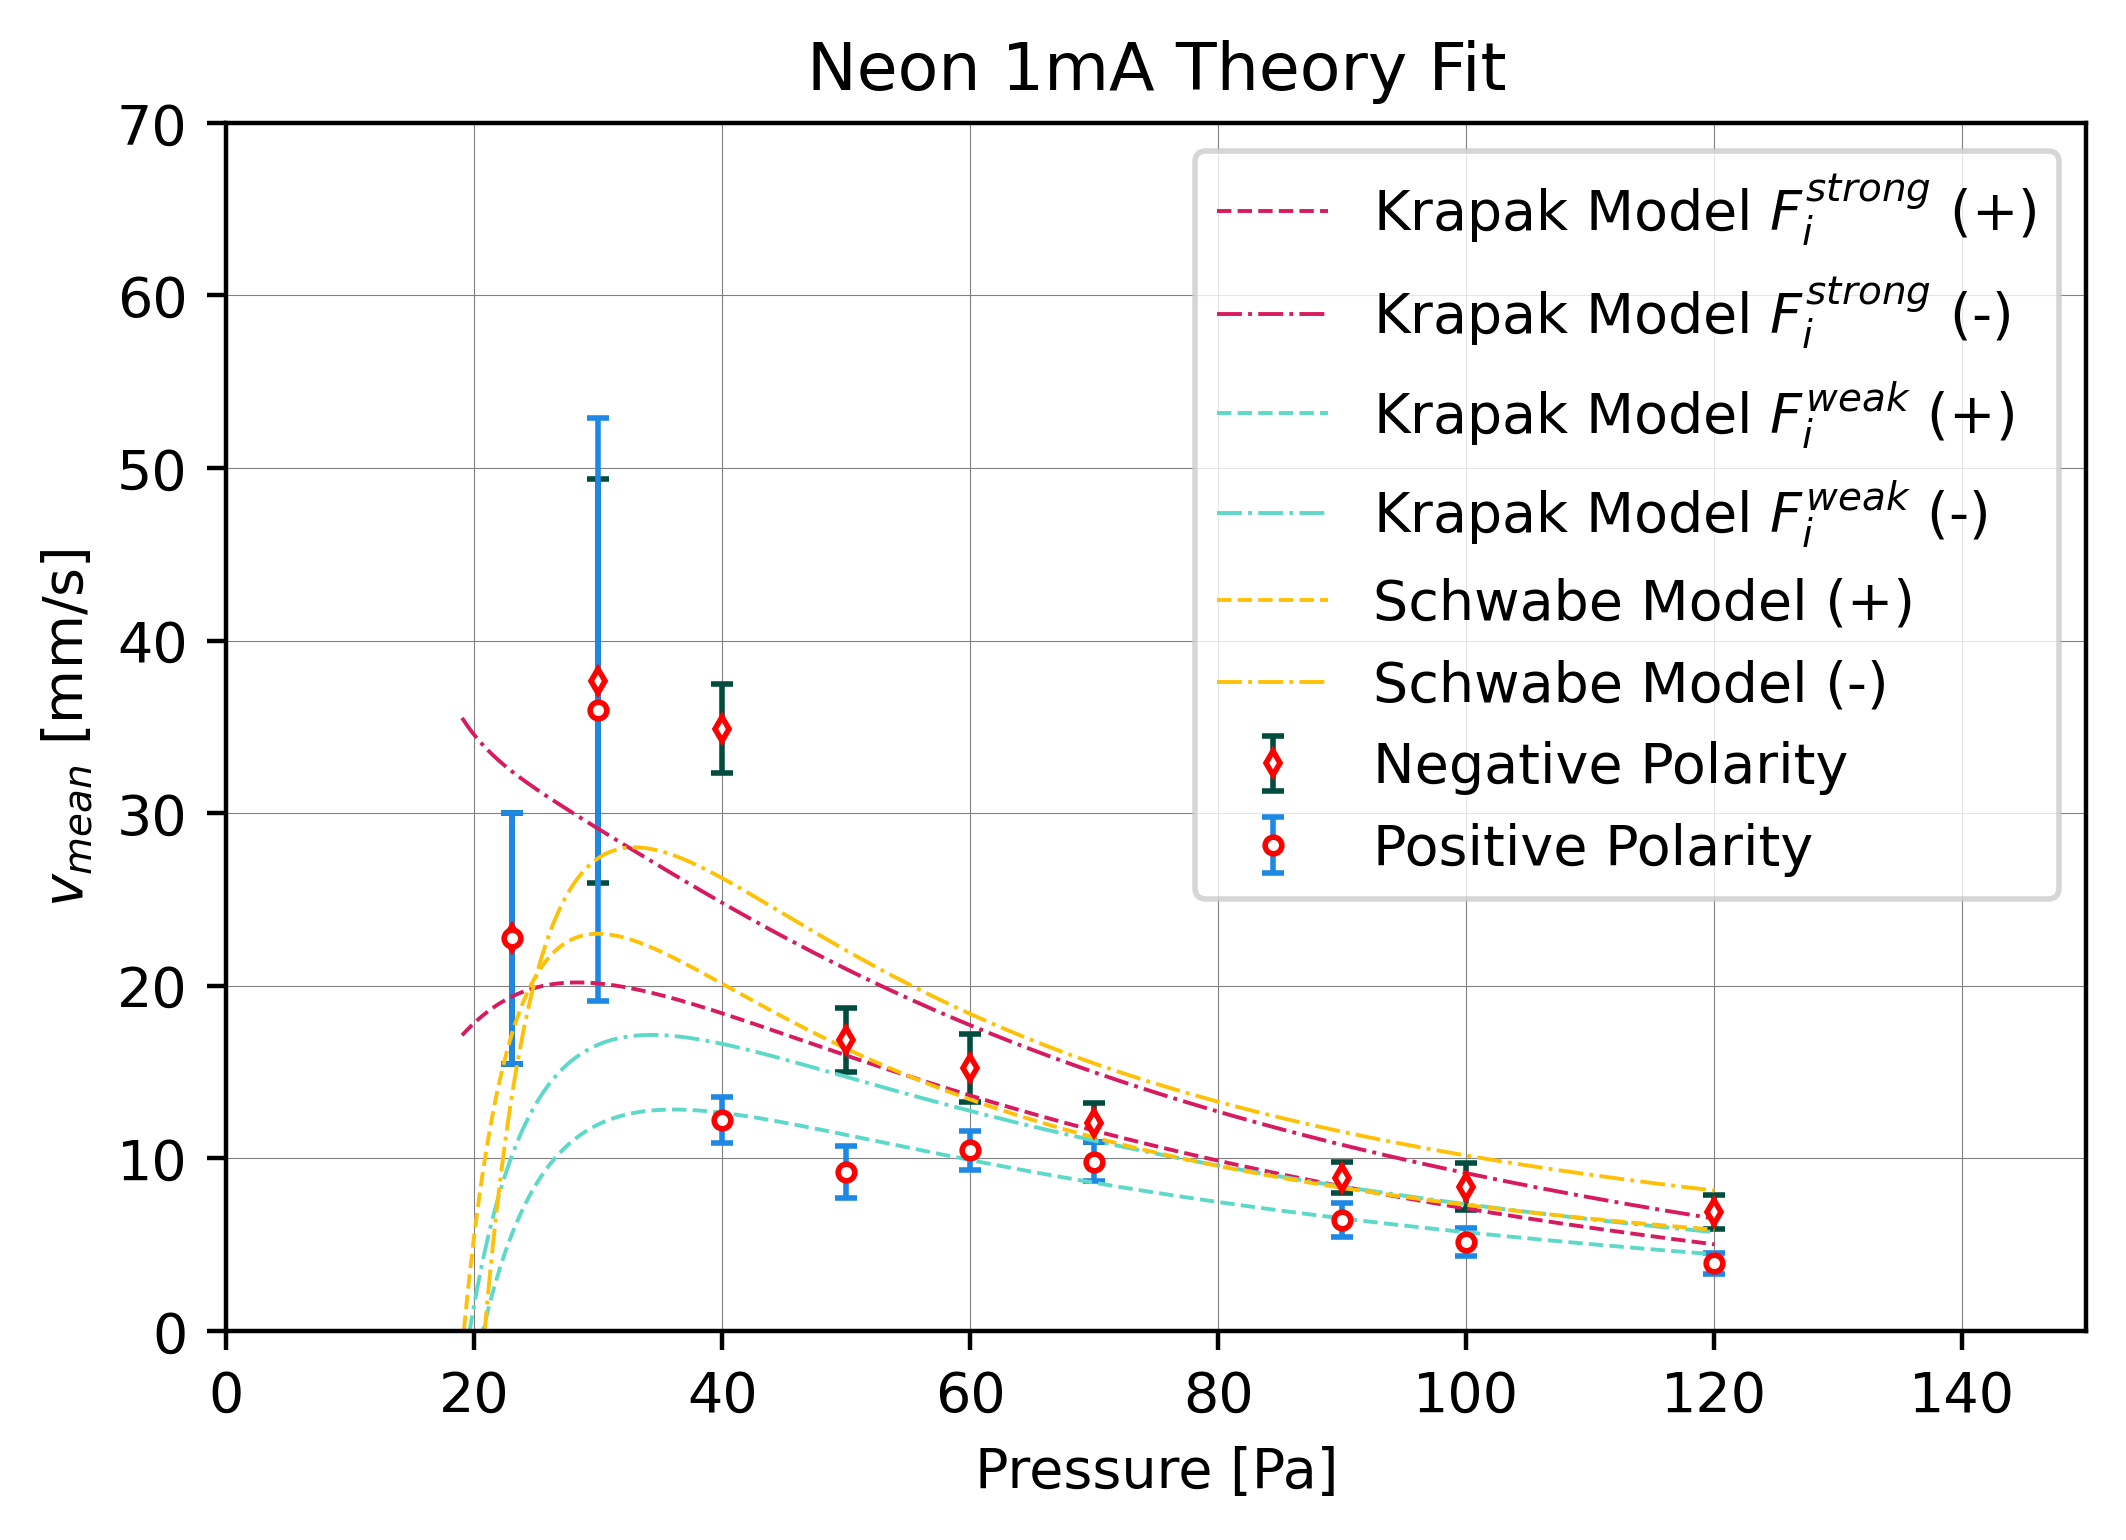 Neon 1mA Theory Fit
70
60
50
40
30
20
10
0
v_mean [mm/s]
Krapak Model F_i^strong (+)
Krapak Model F_i^strong (-)
Krapak Model F_i^weak (+)
Krapak Model F_i^weak (-)
Schwabe Model (+)
Schwabe Model (-)
Negative Polarity
Positive Polarity
0 20 40 60 80 100 120 140
Pressure [Pa]